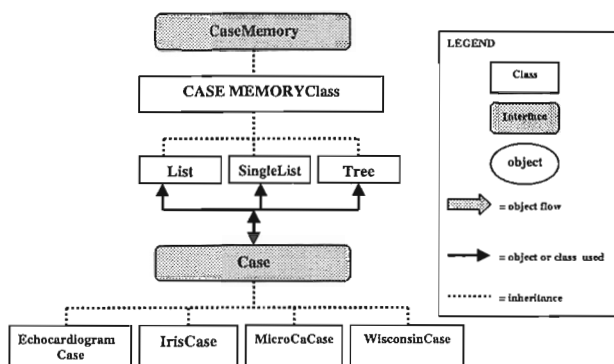 CaseMemory
CASE MEMORYClass
List
SingleList
Tree
Case
Echocardiogram
Case
IrisCase
MicroCaCase
WisconsinCase
LEGEND
Class
Interface
object
= object flow
= object or class used
= inheritance